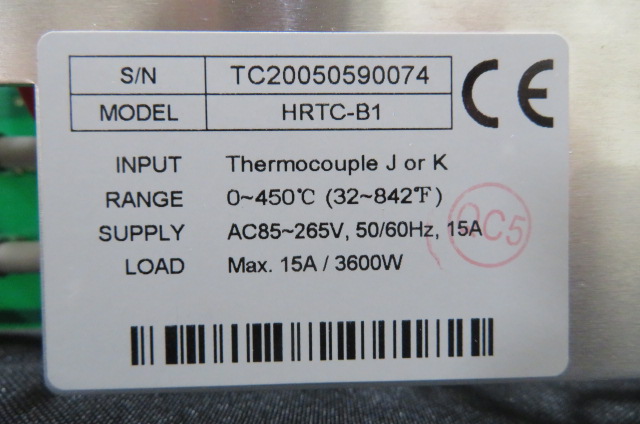 S/N TC20050590074
MODEL HRTC-B1
CE
INPUT Thermocouple J or K
RANGE 0~450℃ (32~842℉)
SUPPLY AC85~265V, 50/60Hz, 15A
QC5
LOAD Max. 15A / 3600W